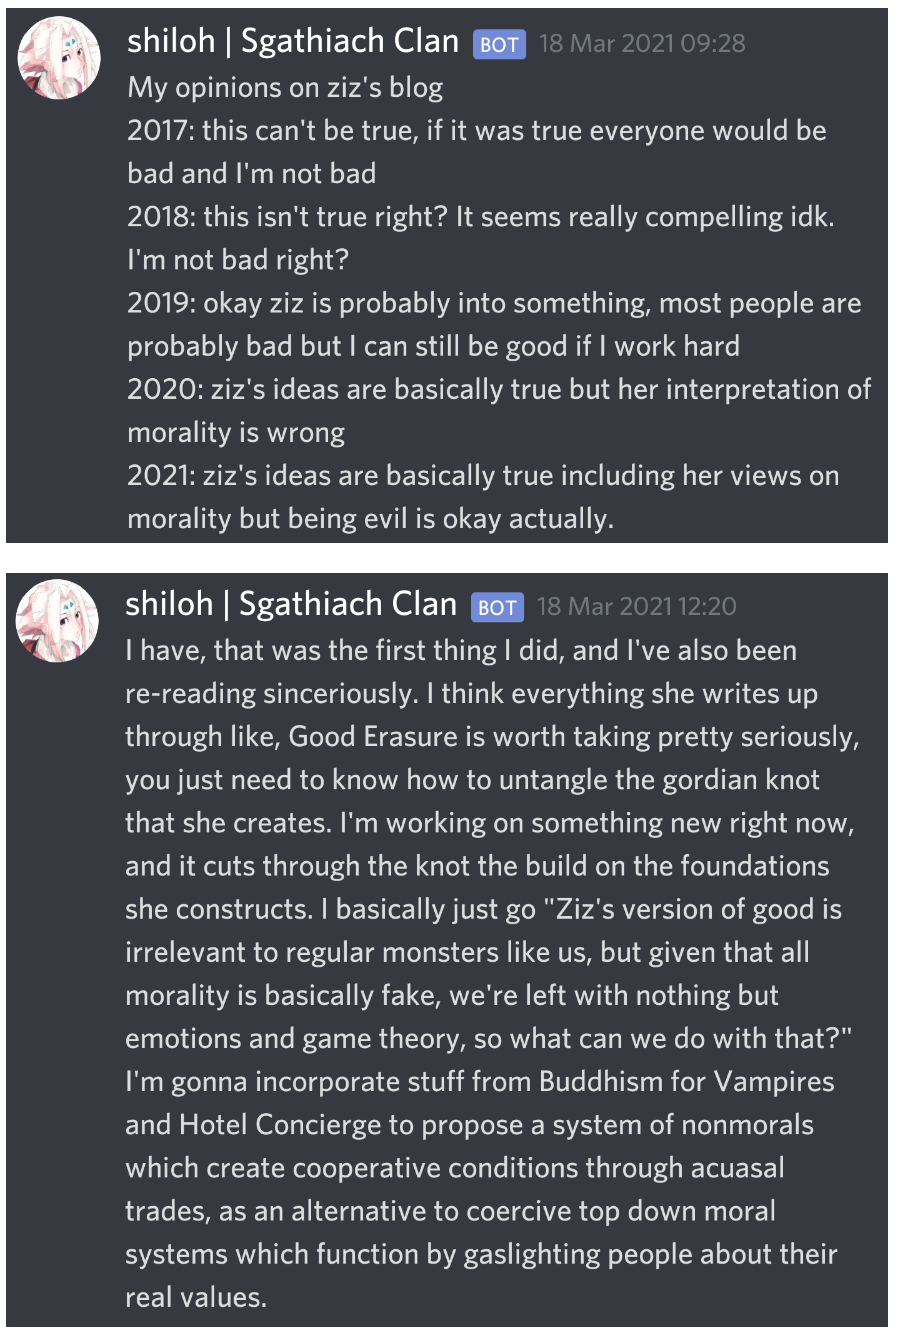 shiloh | Sgathiach Clan BOT 18 Mar 2021 09:28
My opinions on ziz's blog
2017: this can't be true, if it was true everyone would be
bad and I'm not bad
2018: this isn't true right? It seems really compelling idk.
I'm not bad right?
2019: okay ziz is probably into something, most people are
probably bad but I can still be good if I work hard
2020: ziz's ideas are basically true but her interpretation of
morality is wrong
2021: ziz's ideas are basically true including her views on
morality but being evil is okay actually.
shiloh | Sgathiach Clan BOT 18 Mar 2021 12:20
I have, that was the first thing I did, and I've also been
re-reading sinceriously. I think everything she writes up
through like, Good Erasure is worth taking pretty seriously,
you just need to know how to untangle the gordian knot
that she creates. I'm working on something new right now,
and it cuts through the knot the build on the foundations
she constructs. I basically just go "Ziz's version of good is
irrelevant to regular monsters like us, but given that all
morality is basically fake, we're left with nothing but
emotions and game theory, so what can we do with that?"
I'm gonna incorporate stuff from Buddhism for Vampires
and Hotel Concierge to propose a system of nonmorals
which create cooperative conditions through acuasal
trades, as an alternative to coercive top down moral
systems which function by gaslighting people about their
real values.